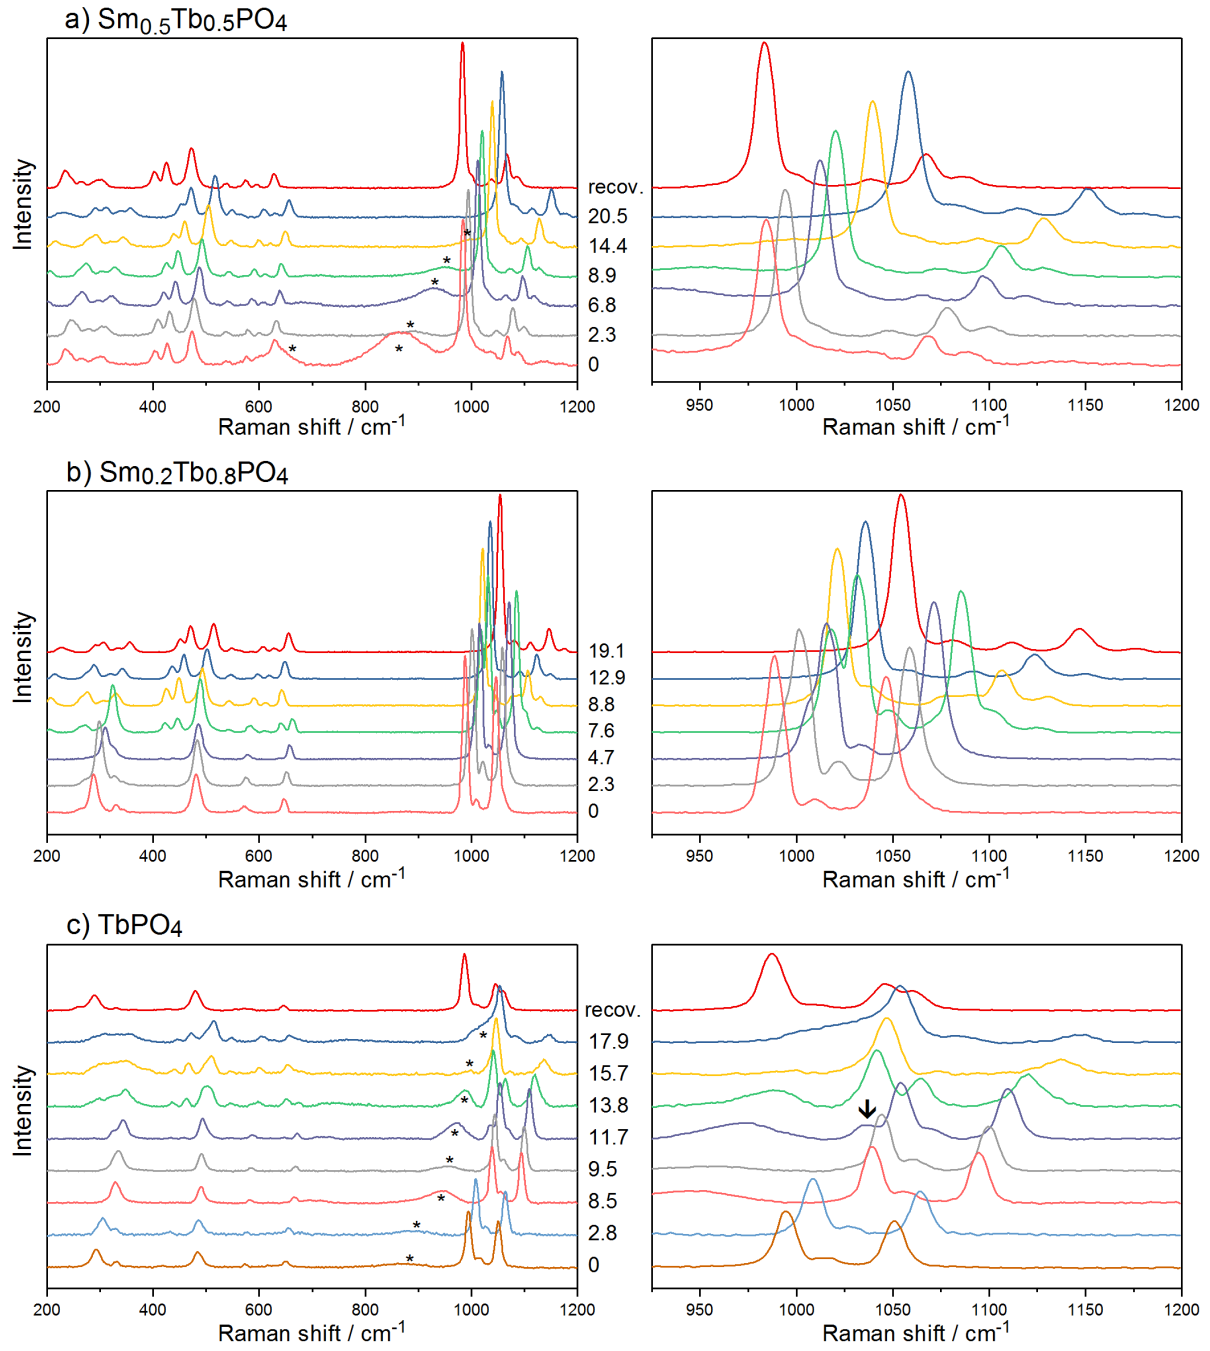 a) Sm0.5Tb0.5PO4
Intensity
recov.
20.5
14.4
8.9
6.8
2.3
0
*
*
*
*
*
*
200 400 600 800 1000 1200
Raman shift / cm-1
950 1000 1050 1100 1150 1200
Raman shift / cm-1
b) Sm0.2Tb0.8PO4
Intensity
19.1
12.9
8.8
7.6
4.7
2.3
0
200 400 600 800 1000 1200
Raman shift / cm-1
950 1000 1050 1100 1150 1200
Raman shift / cm-1
c) TbPO4
Intensity
recov.
17.9
15.7
13.8
11.7
9.5
8.5
2.8
0
*
*
*
*
*
*
*
*
200 400 600 800 1000 1200
Raman shift / cm-1
950 1000 1050 1100 1150 1200
Raman shift / cm-1